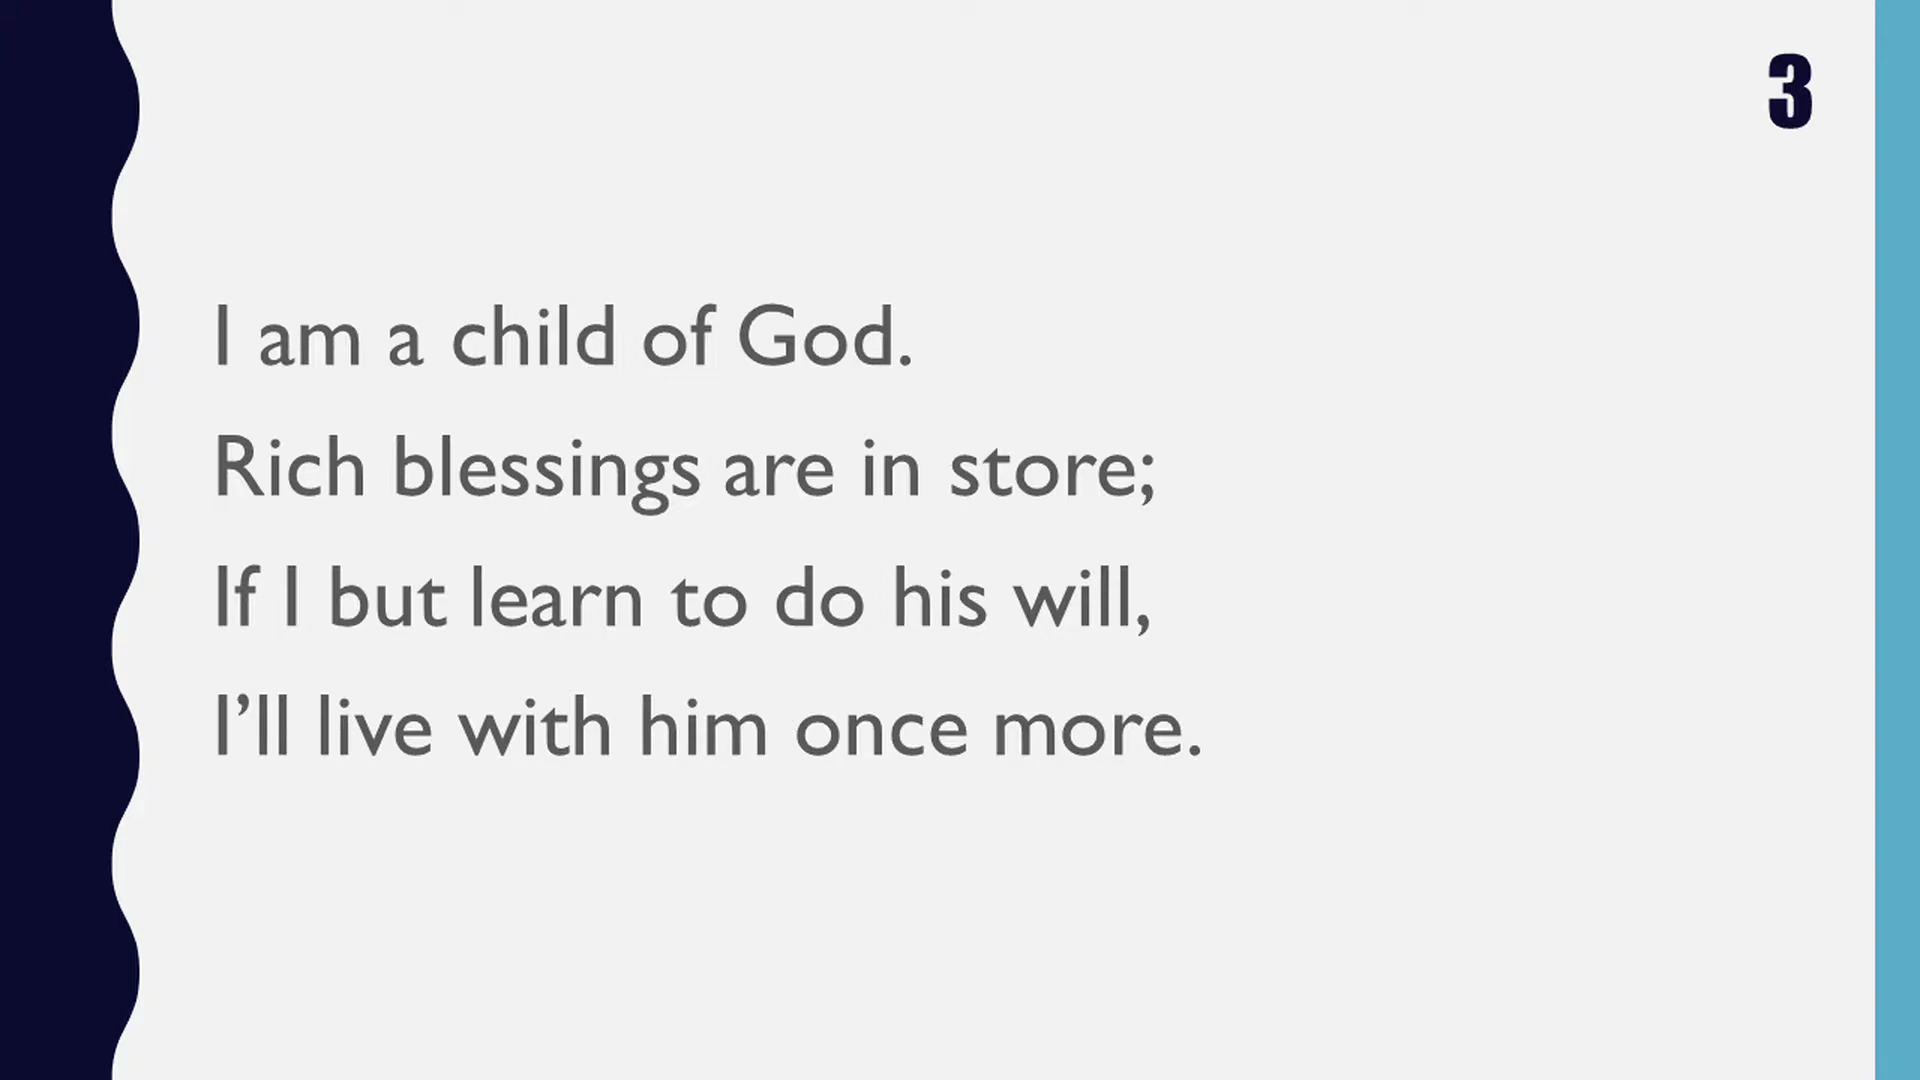 3
I am a child of God.
Rich blessings are in store;
If I but learn to do his will,
I’ll live with him once more.